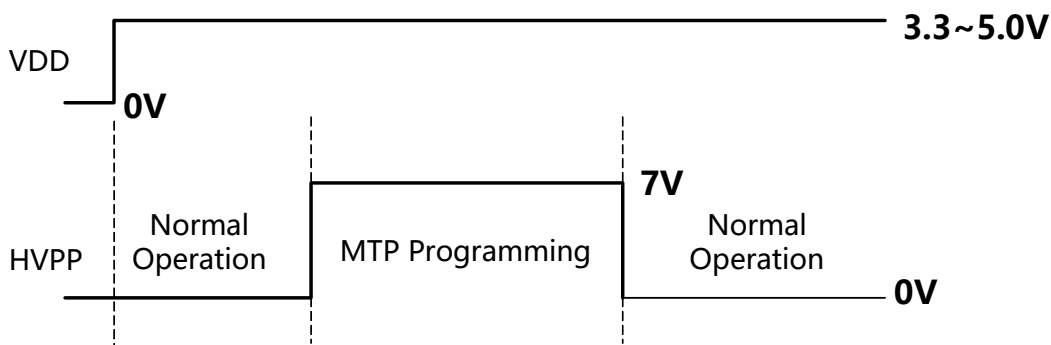 3.3~5.0V
VDD
0V
7V
Normal
Operation
MTP Programming
Normal
Operation
HVPP
0V